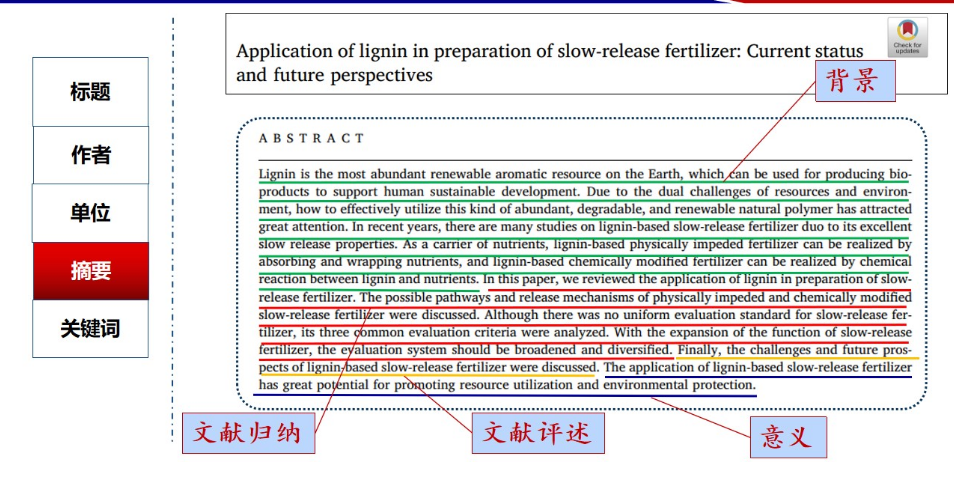 Application of lignin in preparation of slow-release fertilizer: Current status
and future perspectives
Check for
updates
背景
标题
作者
单位
摘要
关键词
ABSTRACT
Lignin is the most abundant renewable aromatic resource on the Earth, which can be used for producing bio-
products to support human sustainable development. Due to the dual challenges of resources and environ-
ment, how to effectively utilize this kind of abundant, degradable, and renewable natural polymer has attracted
great attention. In recent years, there are many studies on lignin-based slow-release fertilizer duo to its excellent
slow release properties. As a carrier of nutrients, lignin-based physically impeded fertilizer can be realized by
absorbing and wrapping nutrients, and lignin-based chemically modified fertilizer can be realized by chemical
reaction between lignin and nutrients. In this paper, we reviewed the application of lignin in preparation of slow-
release fertilizer. The possible pathways and release mechanisms of physically impeded and chemically modified
slow-release fertilizer were discussed. Although there was no uniform evaluation standard for slow-release fer-
tilizer, its three common evaluation criteria were analyzed. With the expansion of the function of slow-release
fertilizer, the evaluation system should be broadened and diversified. Finally, the challenges and future pros-
pects of lignin-based slow-release fertilizer were discussed. The application of lignin-based slow-release fertilizer
has great potential for promoting resource utilization and environmental protection.
文献归纳
文献评述
意义